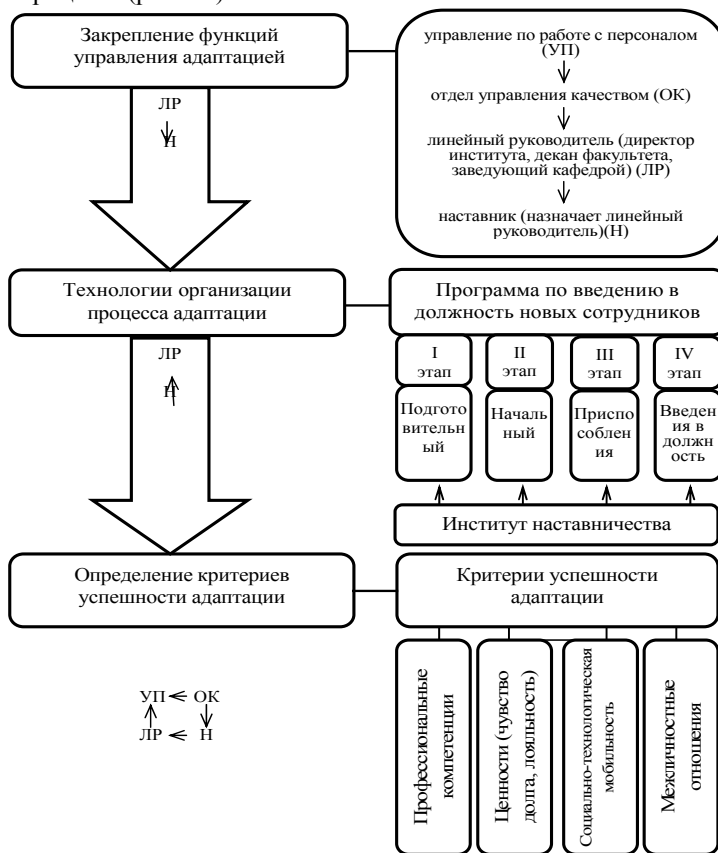 Закрепление функций
управления адаптацией
управление по работе с персоналом
(УП)
отдел управления качеством (ОК)
линейный руководитель (директор
института, декан факультета,
заведующий кафедрой) (ЛР)
наставник (назначает линейный
руководитель)(Н)
ЛР
Н
Технологии организации
процесса адаптации
Программа по введению в
должность новых сотрудников
ЛР
Н
I
этап
II
этап
III
этап
IV
этап
Подгото
вительн
ый
Началь
ный
Приспо
соблен
ия
Введен
ия в
должн
ость
Институт наставничества
Определение критериев
успешности адаптации
Критерии успешности
адаптации
УП ОК
ЛР Н
Профессиональные
компетенции
Ценности (чувство
долга, лояльность)
Социально-технологическая
мобильность
Межличностные
отношения